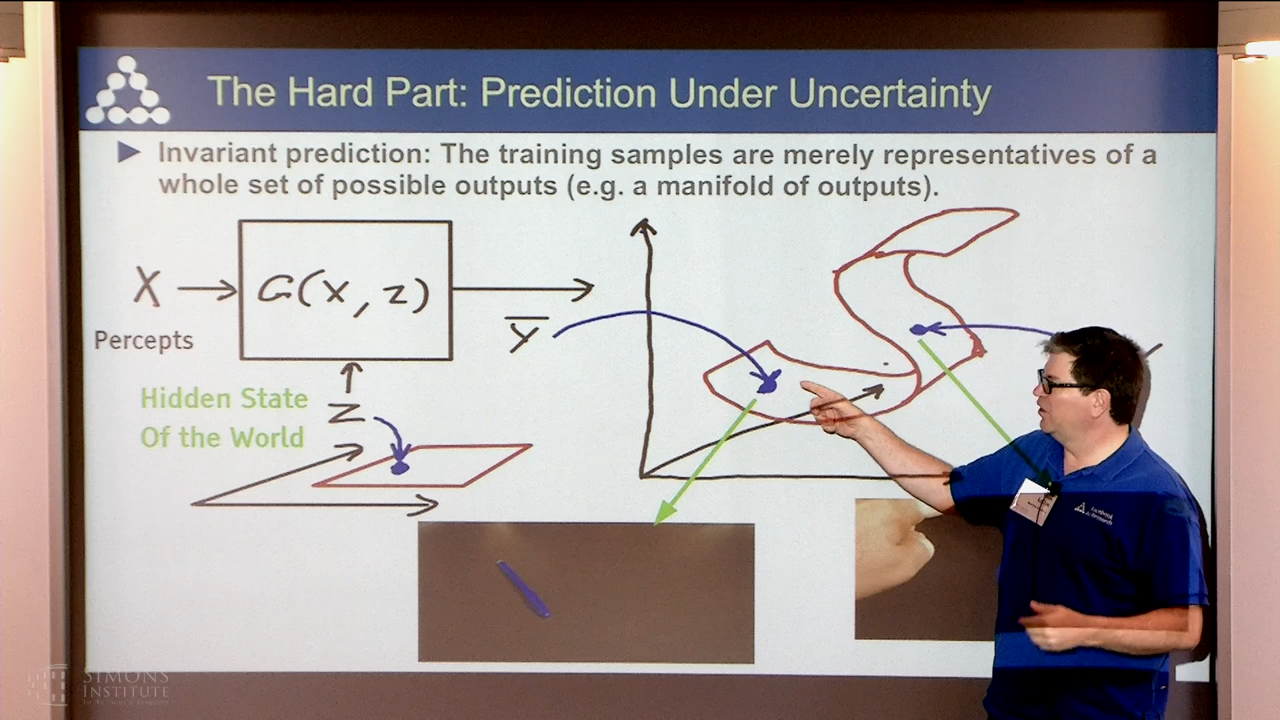 The Hard Part: Prediction Under Uncertainty
Invariant prediction: The training samples are merely representatives of a
whole set of possible outputs (e.g. a manifold of outputs).
X
G(X, Z)
Y
Percepts
Hidden State
Of the World
Z
SIMONS
INSTITUTE